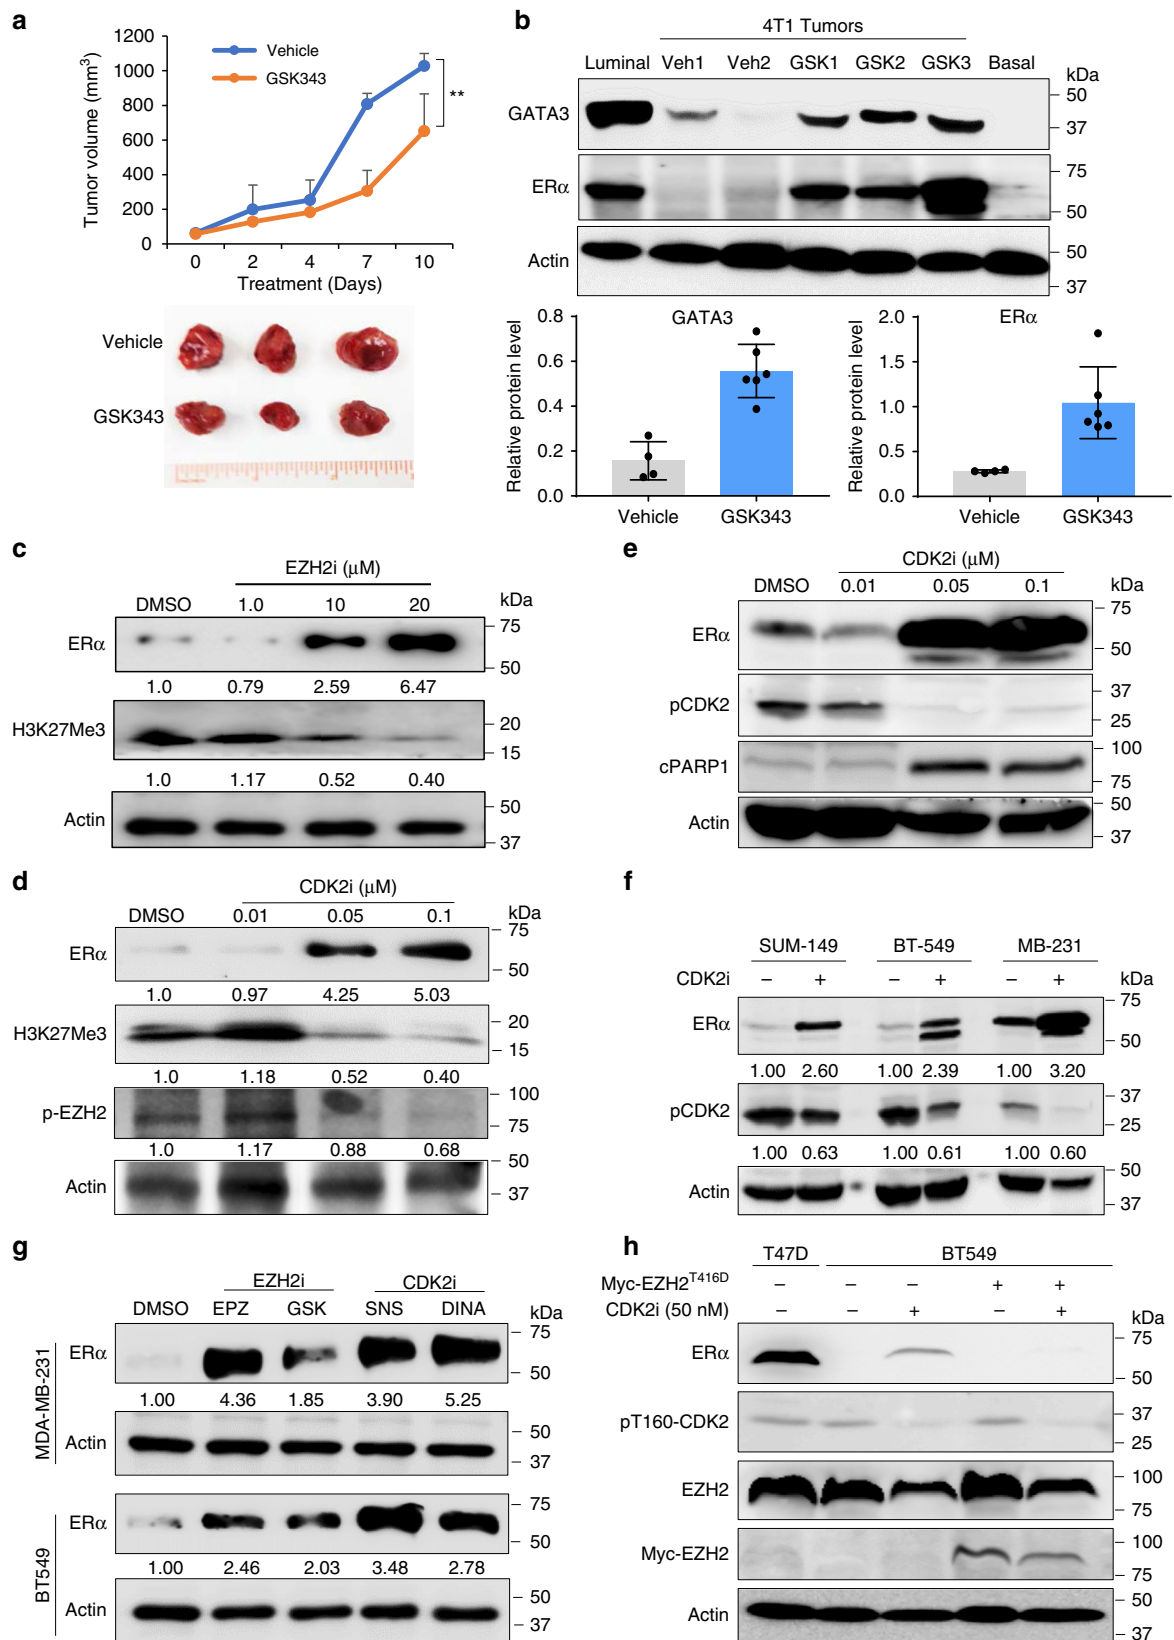 a
1200
1000
800
600
400
200
0
Tumor volume (mm³)
Vehicle
GSK343
**
0 2 4 7 10
Treatment (Days)
Vehicle
GSK343
b
4T1 Tumors
Luminal Veh1 Veh2 GSK1 GSK2 GSK3 Basal
kDa
GATA3
50
37
ERα
75
50
Actin
50
37
GATA3
0.8
0.6
0.4
0.2
0.0
Relative protein level
Vehicle GSK343
ERα
2.0
1.5
1.0
0.5
0.0
Relative protein level
Vehicle GSK343
c
EZH2i (μM)
DMSO 1.0 10 20
kDa
ERα
75
50
1.0 0.79 2.59 6.47
H3K27Me3
20
15
1.0 1.17 0.52 0.40
Actin
50
37
e
CDK2i (μM)
DMSO 0.01 0.05 0.1
kDa
ERα
75
50
pCDK2
37
25
cPARP1
100
75
Actin
50
37
d
CDK2i (μM)
DMSO 0.01 0.05 0.1
kDa
ERα
75
50
1.0 0.97 4.25 5.03
H3K27Me3
20
15
1.0 1.18 0.52 0.40
p-EZH2
100
75
1.0 1.17 0.88 0.68
Actin
50
37
f
SUM-149 BT-549 MB-231
CDK2i – + – + – +
kDa
ERα
75
50
1.00 2.60 1.00 2.39 1.00 3.20
pCDK2
37
25
1.00 0.63 1.00 0.61 1.00 0.60
Actin
50
37
g
EZH2i CDK2i
DMSO EPZ GSK SNS DINA
kDa
MDA-MB-231
ERα
75
50
1.00 4.36 1.85 3.90 5.25
Actin
50
37
BT549
ERα
75
50
1.00 2.46 2.03 3.48 2.78
Actin
50
37
h
T47D BT549
Myc-EZH2T416D – – – + +
CDK2i (50 nM) – – + – +
kDa
ERα
75
50
pT160-CDK2
37
25
EZH2
100
75
Myc-EZH2
100
75
Actin
50
37